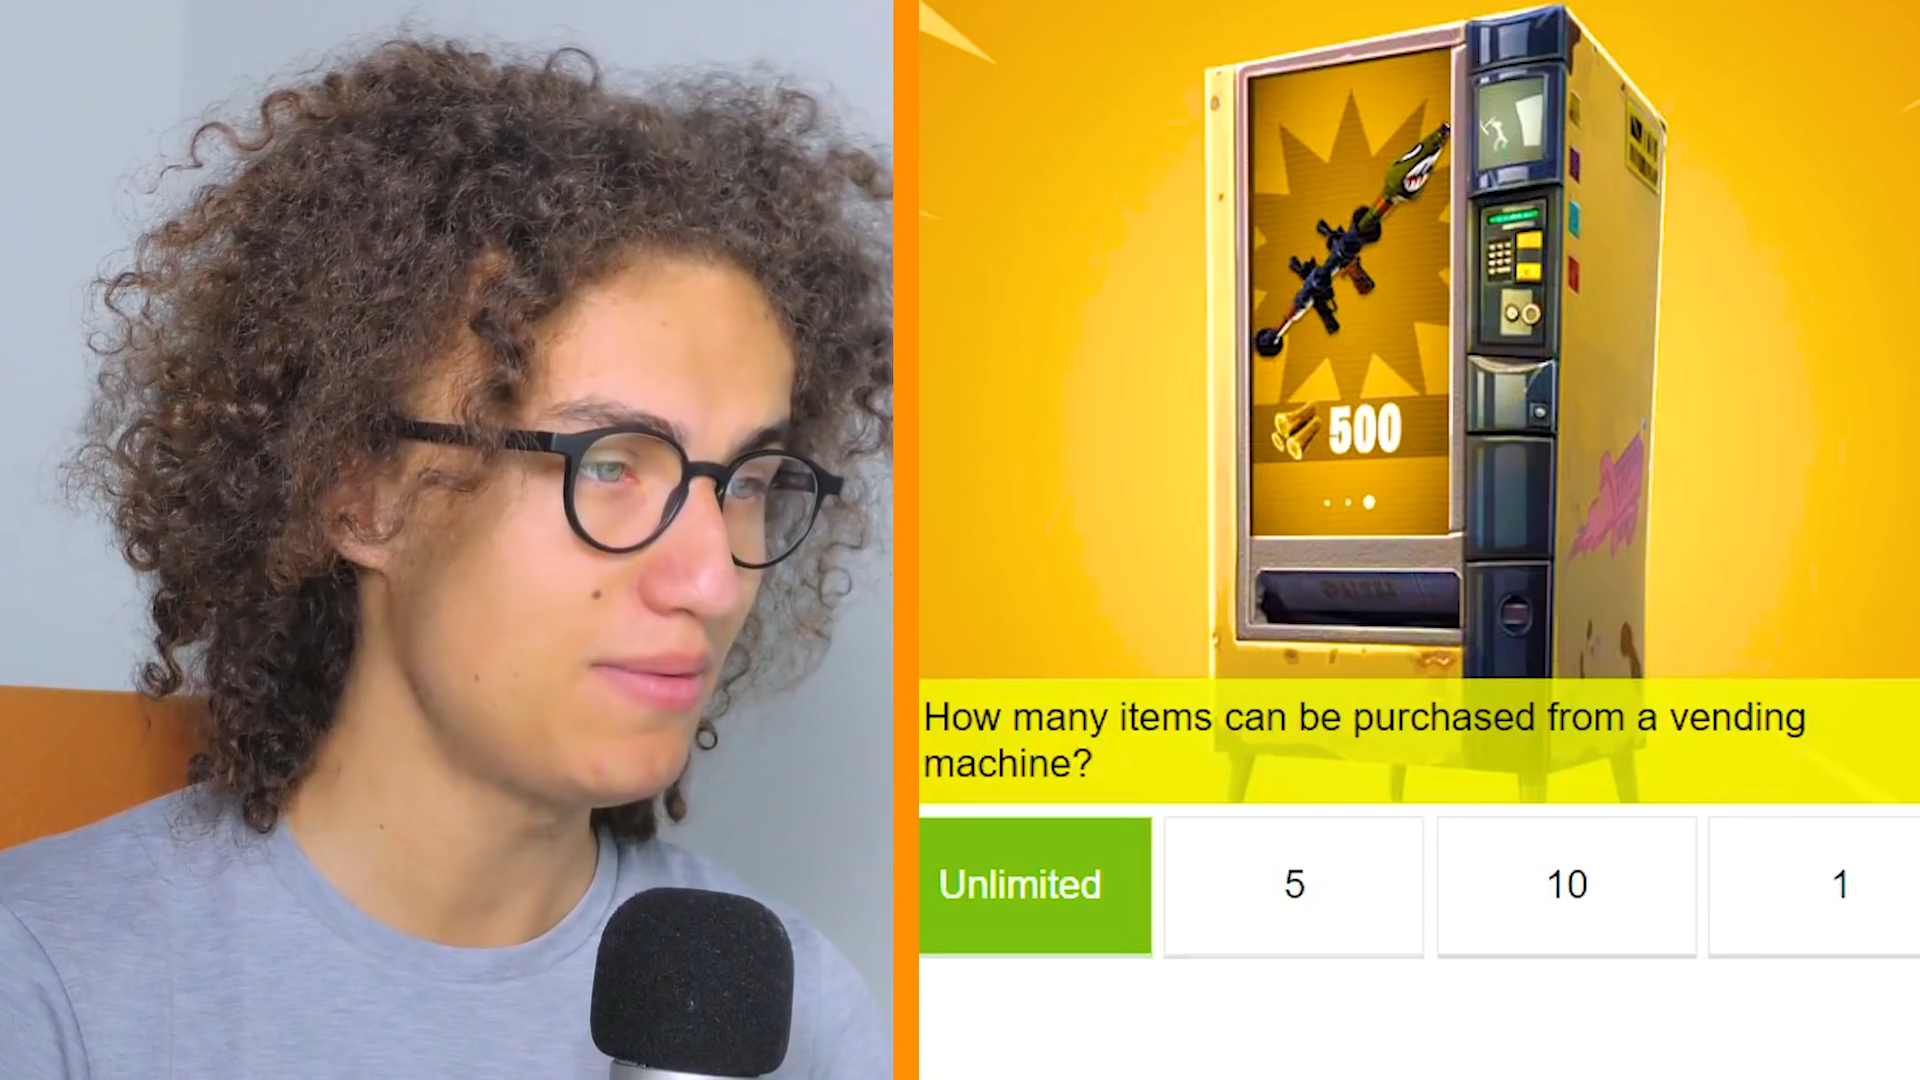 500
How many items can be purchased from a vending
machine?
Unlimited
5
10
1